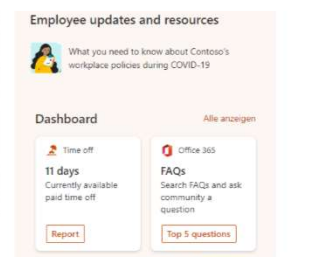 Employee updates and resources
What you need to know about Contoso's
workplace policies during COVID-19
Dashboard
Alle anzeigen
Time off
11 days
Currently available
paid time off
Report
Office 365
FAQs
Search FAQs and ask
community a
question
Top 5 questions